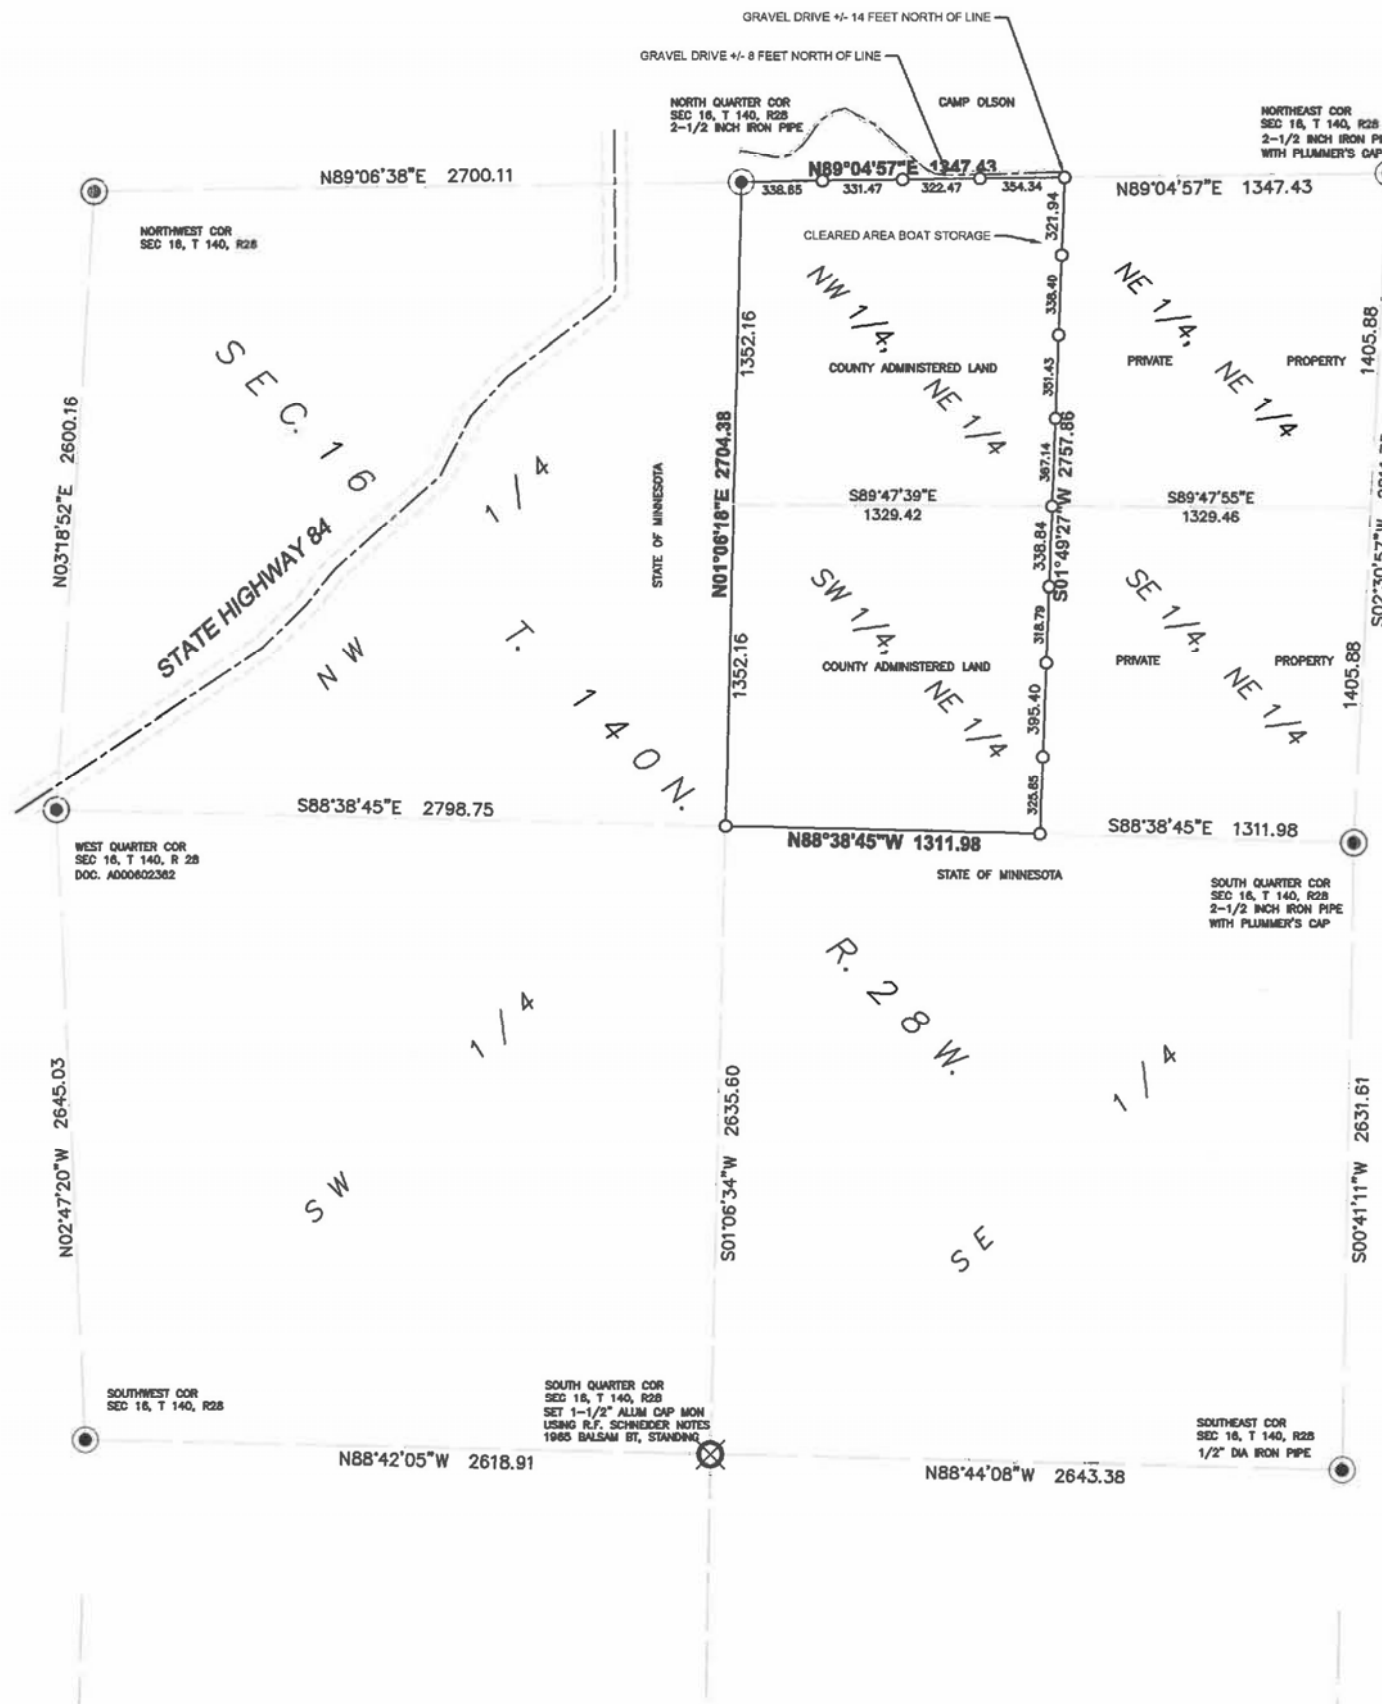 GRAVEL DRIVE +/- 14 FEET NORTH OF LINE
GRAVEL DRIVE +/- 8 FEET NORTH OF LINE
NORTH QUARTER COR
SEC 16, T 140, R28
2-1/2 INCH IRON PIPE
CAMP OLSON
NORTHEAST COR
SEC 16, T 140, R28
2-1/2 INCH IRON
WITH PLUMMER'S CAP
N89°06'38"E 2700.11
N89°04'57"E 1347.43
338.85
331.47
322.47
354.34
N89°04'57"E 1347.43
NORTHWEST COR
SEC 16, T 140, R28
321.94
CLEARED AREA BOAT STORAGE
338.40
351.43
367.14
338.84
318.79
395.40
325.85
S01°49'27"W 2757.86
NW 1/4,
NE 1/4
NE 1/4,
NE 1/4,
1352.16
1405.88
COUNTY ADMINISTERED LAND
PRIVATE
PROPERTY
SEC. 16
N03°18'52"E 2600.16
N01°06'18"E 2704.38
STATE OF MINNESOTA
S89°47'39"E
1329.42
S89°47'55"E
1329.46
S02°30'57"W
STATE HIGHWAY 84
NW
1/4
T. 140 N.
SW 1/4,
NE 1/4
SE 1/4,
NE 1/4
COUNTY ADMINISTERED LAND
PRIVATE
PROPERTY
1352.16
1405.88
S88°38'45"E 2798.75
N88°38'45"W 1311.98
S88°38'45"E 1311.98
WEST QUARTER COR
SEC 16, T 140, R 28
DOC. A000602362
STATE OF MINNESOTA
SOUTH QUARTER COR
SEC 16, T 140, R28
2-1/2 INCH IRON PIPE
WITH PLUMMER'S CAP
R. 28 W.
SW
1/4
SE
1/4
N02°47'20"W 2645.03
S01°06'34"W 2635.60
S00°41'11"W 2631.61
SOUTHWEST COR
SEC 16, T 140, R28
SOUTH QUARTER COR
SEC 16, T 140, R28
SET 1-1/2" ALUM CAP MON
USING R.F. SCHNEIDER NOTES
1965 BALSAM BT, STANDING
SOUTHEAST COR
SEC 16, T 140, R28
1/2" DIA IRON PIPE
N88°42'05"W 2618.91
N88°44'08"W 2643.38